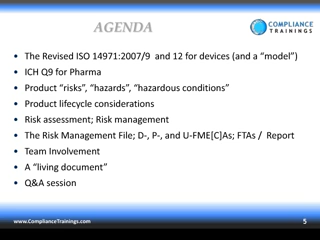 AGENDA
COMPLIANCE
TRAININGS
• The Revised ISO 14971:2007/9 and 12 for devices (and a “model”)
• ICH Q9 for Pharma
• Product “risks”, “hazards”, “hazardous conditions”
• Product lifecycle considerations
• Risk assessment; Risk management
• The Risk Management File; D-, P-, and U-FME[C]As; FTAs / Report
• Team Involvement
• A “living document”
• Q&A session
www.ComplianceTrainings.com
5